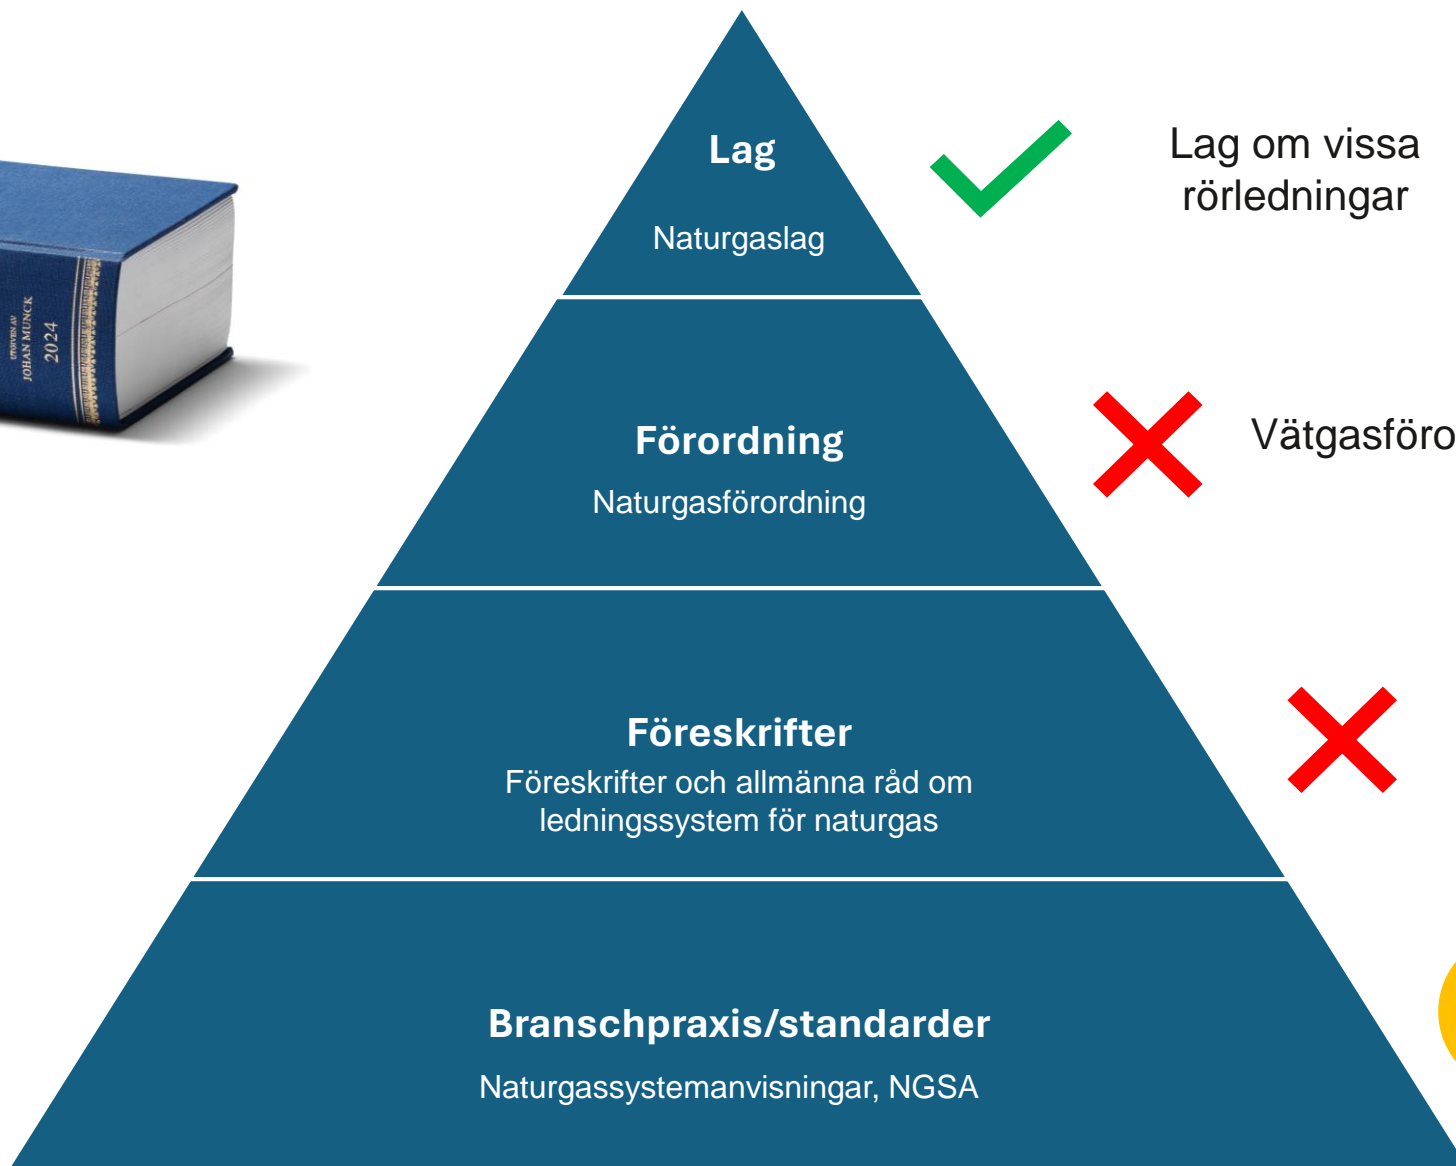 Lag
Naturgaslag
Lag om vissa
rörledningar
JOHAN MUNCK
2024
Förordning
Naturgasförordning
Vätgasföro
Föreskrifter
Föreskrifter och allmänna råd om
ledningssystem för naturgas
Branschpraxis/standarder
Naturgassystemanvisningar, NGSA